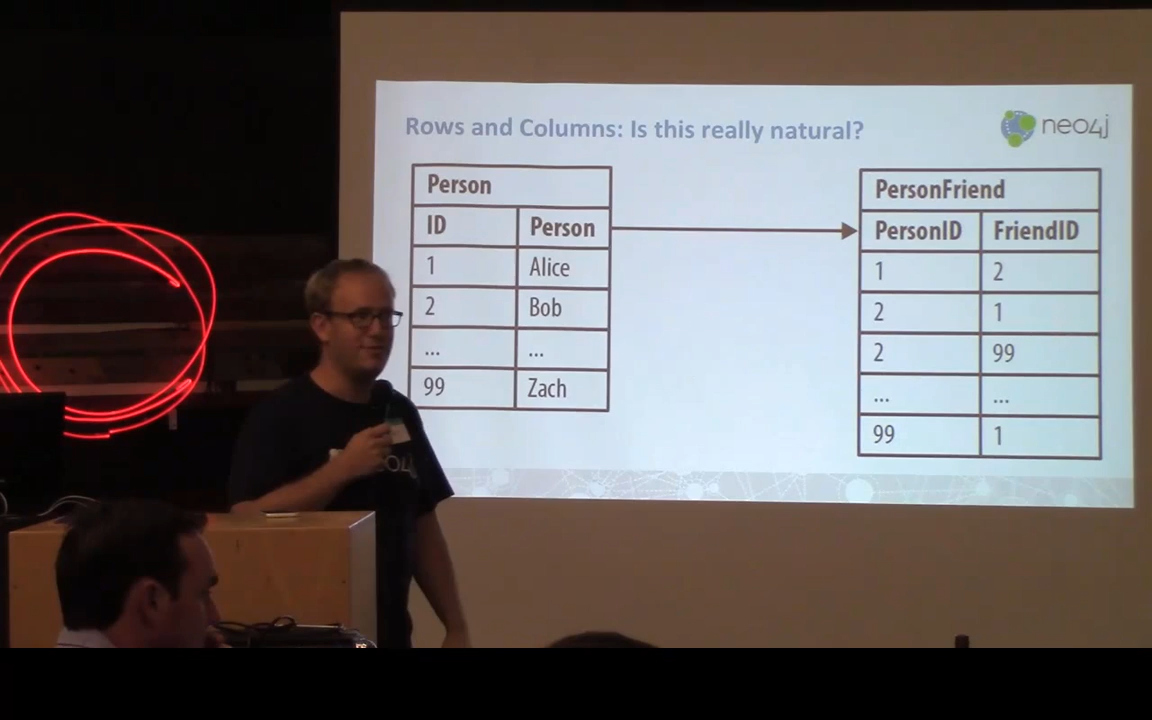 Rows and Columns: Is this really natural?
neo4j
Person
ID Person
1 Alice
2 Bob
... ...
99 Zach
PersonFriend
PersonID FriendID
1 2
2 1
2 99
... ...
99 1